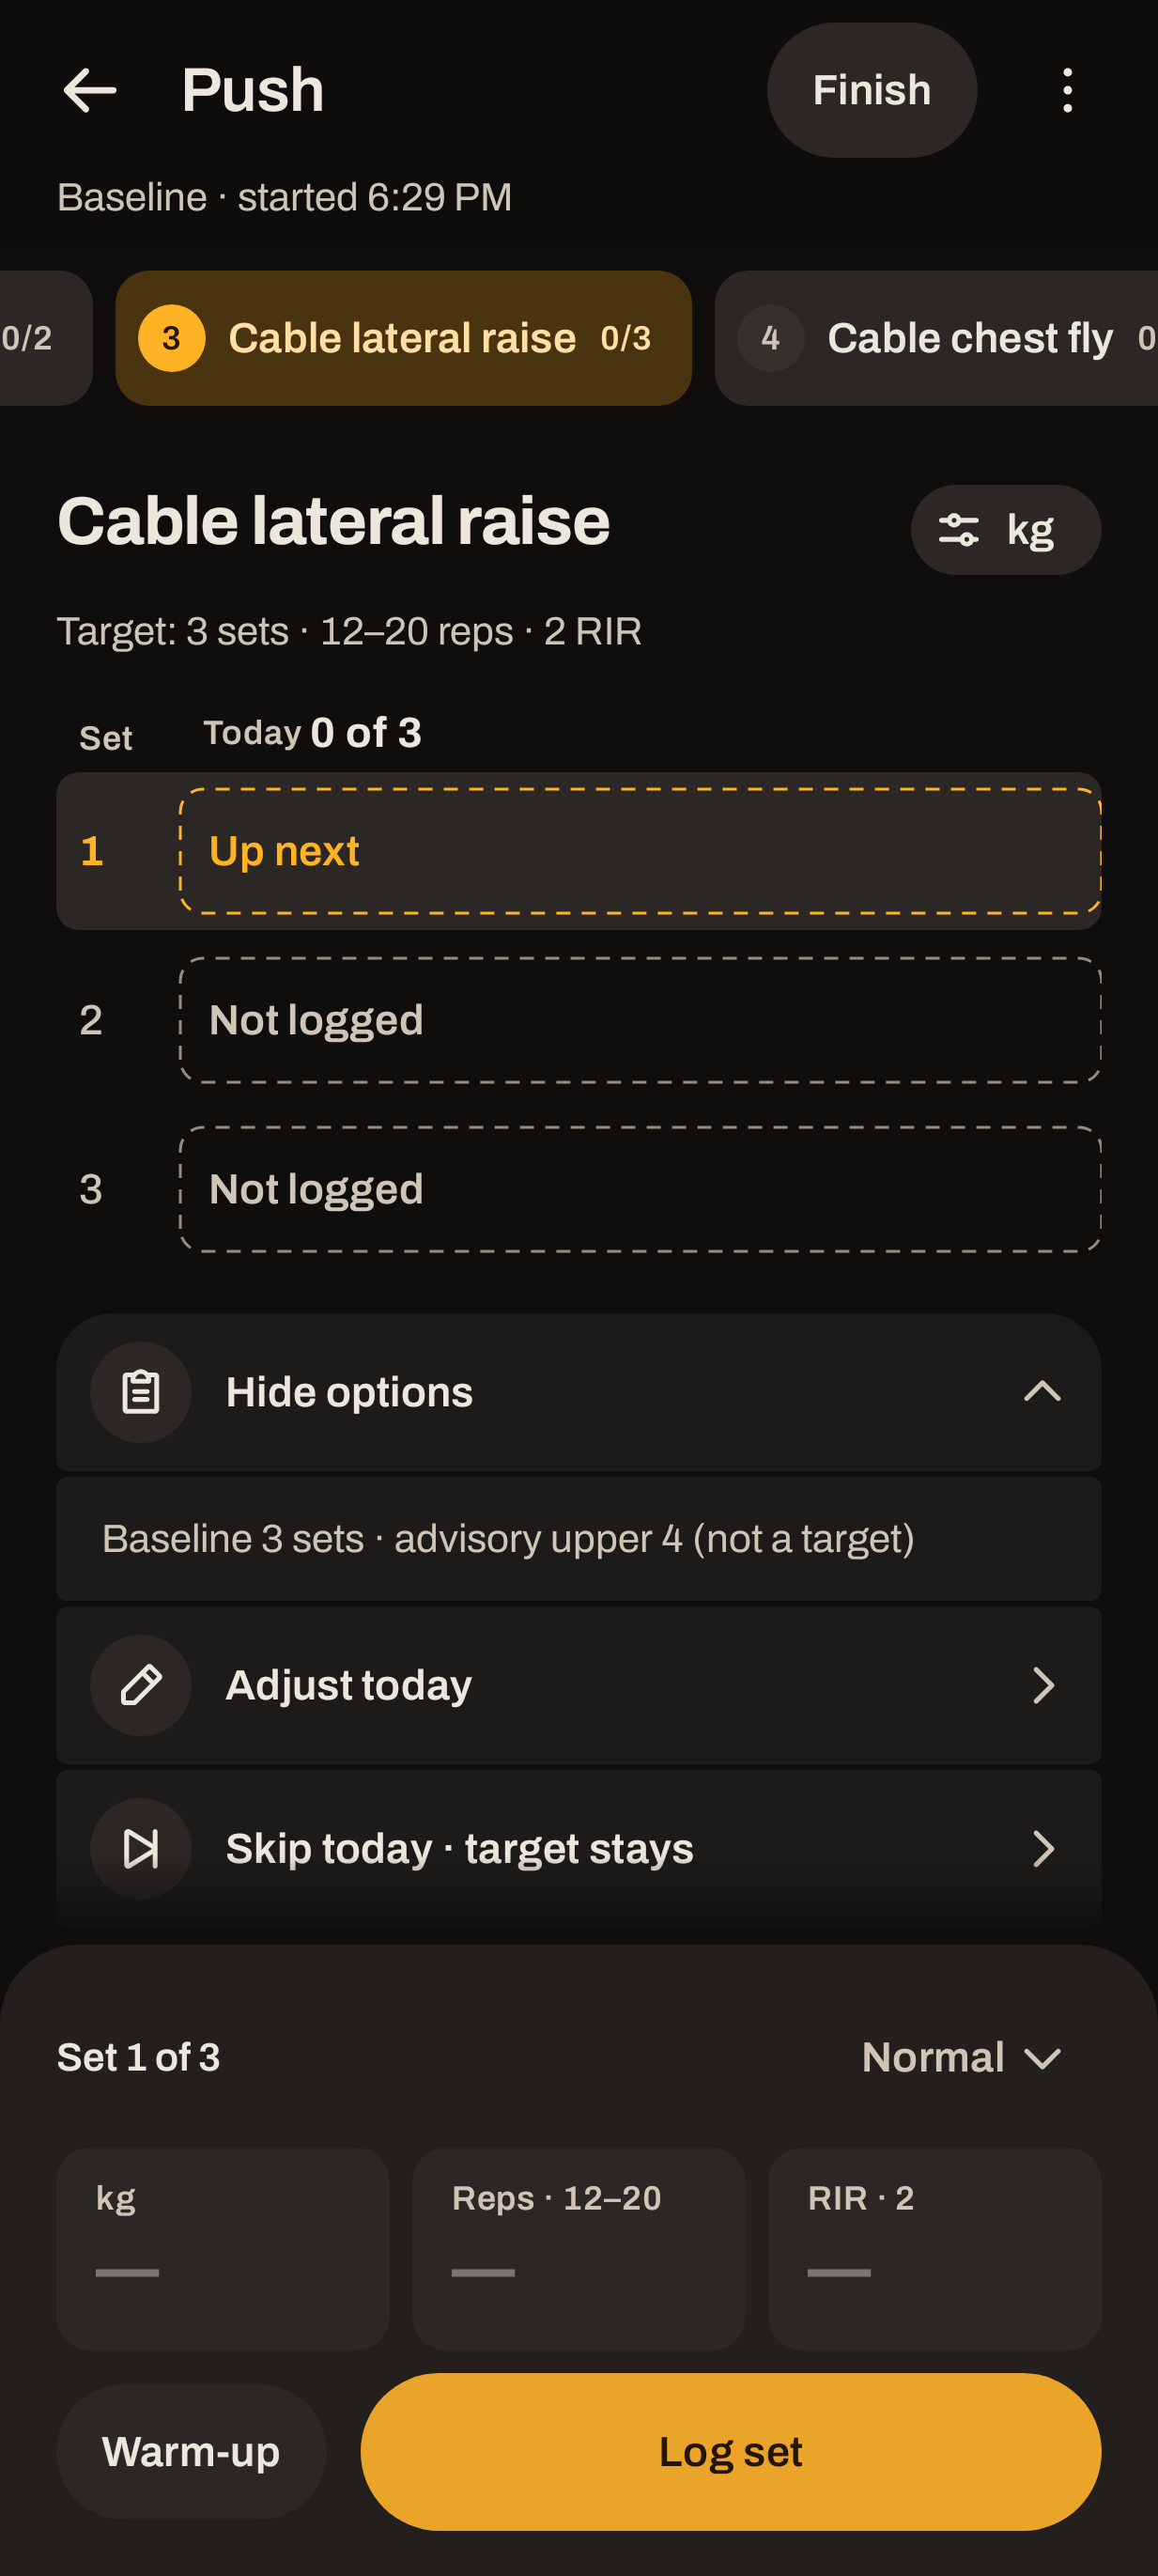 Push
Finish
Baseline · started 6:29 PM
0/2
3 Cable lateral raise 0/3
4 Cable chest fly 0
Cable lateral raise
kg
Target: 3 sets · 12–20 reps · 2 RIR
Set Today 0 of 3
1 Up next
2 Not logged
3 Not logged
Hide options
Baseline 3 sets · advisory upper 4 (not a target)
Adjust today
Skip today · target stays
Set 1 of 3
Normal
kg
Reps · 12–20
RIR · 2
—
—
—
Warm-up
Log set